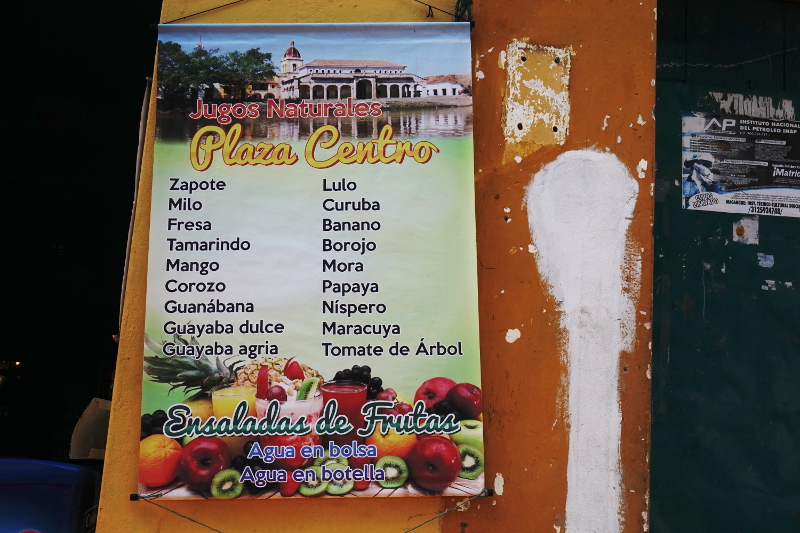 Jugos Naturales
Plaza Centro
Zapote
Milo
Fresa
Tamarindo
Mango
Corozo
Guanábana
Guayaba dulce
Guayaba agria
Lulo
Curuba
Banano
Borojo
Mora
Papaya
Níspero
Maracuya
Tomate de Árbol
Ensaladas de Frutas
Agua en bolsa
Agua en botella
AP
INSTITUTO NACIONAL
DEL PETROLEO INAP
¡Matric